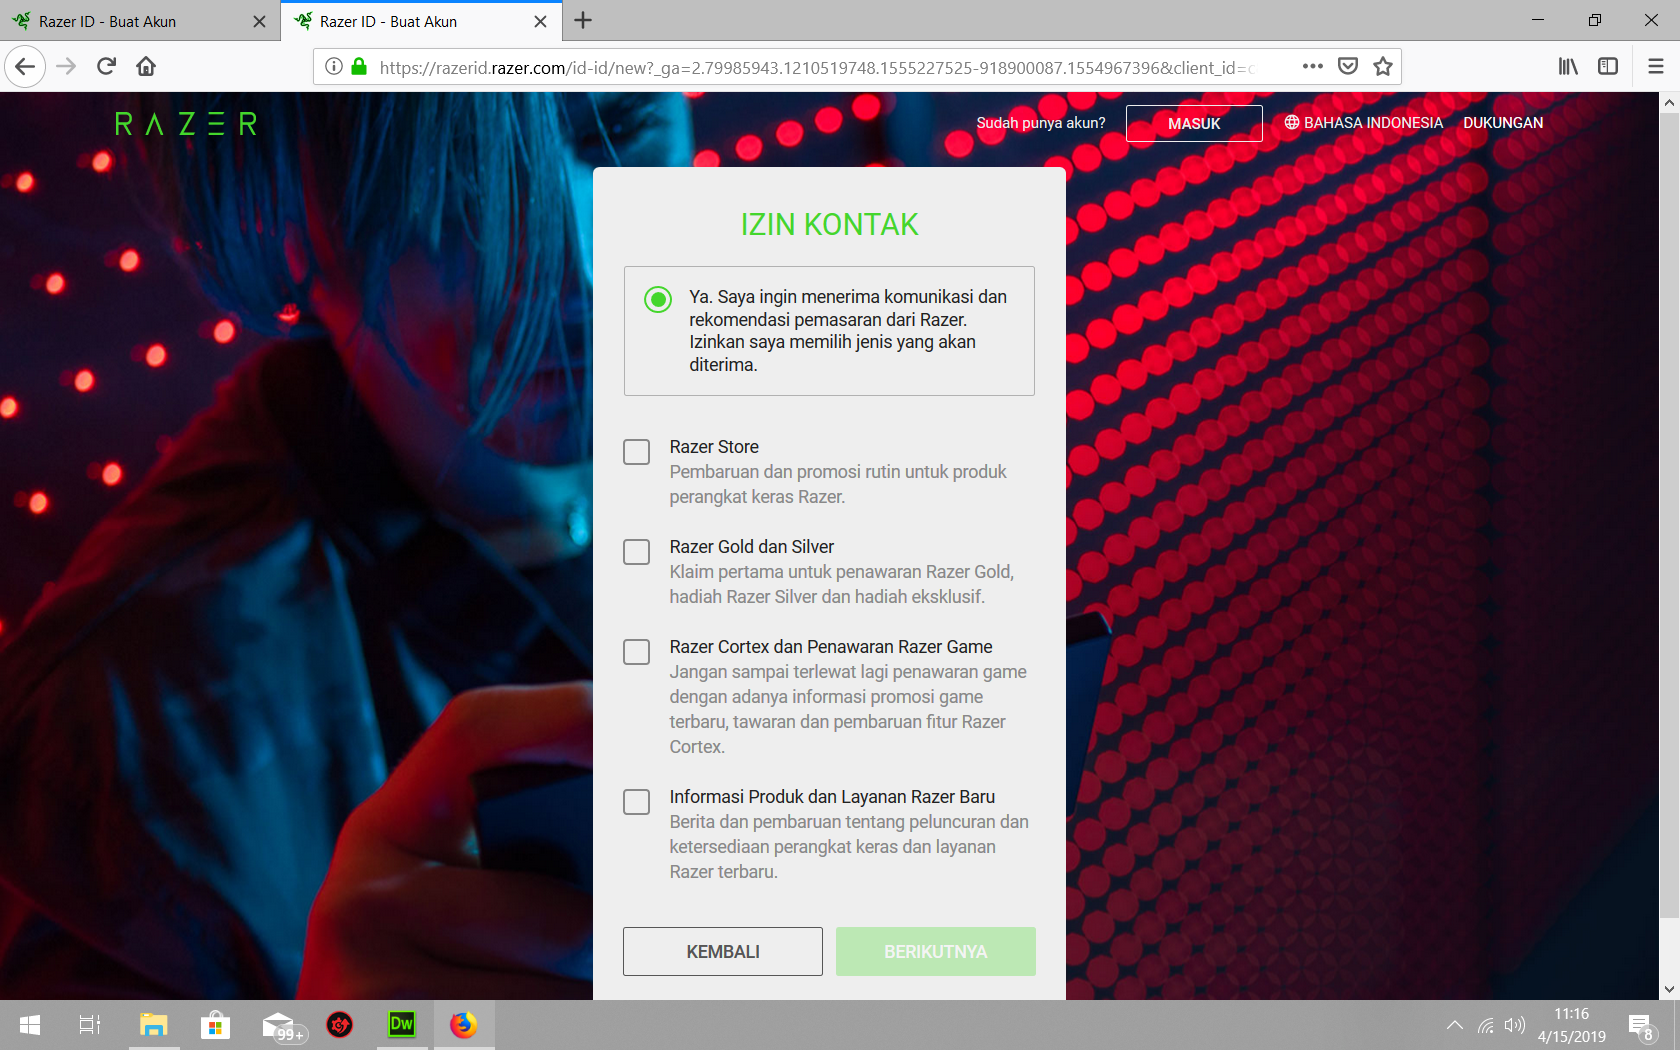 Razer ID - Buat Akun
Razer ID - Buat Akun
https://razerid.razer.com/id-id/new?_ga=2.79985943.1210519748.1555227525-918900087.1554967396&client_id=c
RAZER
Sudah punya akun?
MASUK
BAHASA INDONESIA
DUKUNGAN
IZIN KONTAK
Ya. Saya ingin menerima komunikasi dan
rekomendasi pemasaran dari Razer.
Izinkan saya memilih jenis yang akan
diterima.
Razer Store
Pembaruan dan promosi rutin untuk produk
perangkat keras Razer.
Razer Gold dan Silver
Klaim pertama untuk penawaran Razer Gold,
hadiah Razer Silver dan hadiah eksklusif.
Razer Cortex dan Penawaran Razer Game
Jangan sampai terlewat lagi penawaran game
dengan adanya informasi promosi game
terbaru, tawaran dan pembaruan fitur Razer
Cortex.
Informasi Produk dan Layanan Razer Baru
Berita dan pembaruan tentang peluncuran dan
ketersediaan perangkat keras dan layanan
Razer terbaru.
KEMBALI
BERIKUTNYA
99+
Dw
11:16
4/15/2019
8